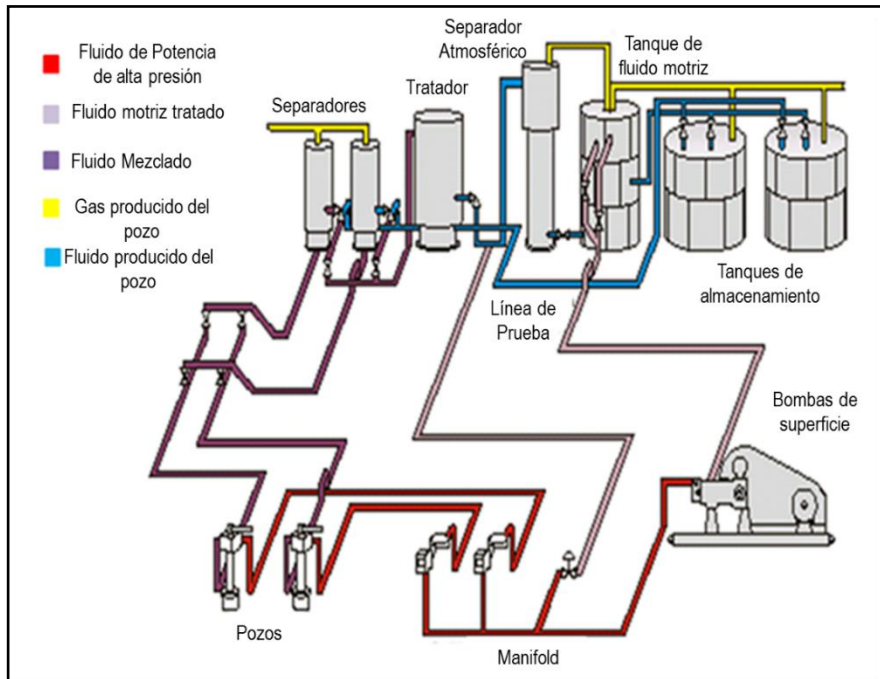 Fluido de Potencia
de alta presión
Fluido motriz tratado
Fluido Mezclado
Gas producido del
pozo
Fluido producido del
pozo
Separadores
Tratador
Separador
Atmosférico
Tanque de
fluido motriz
Tanques de
almacenamiento
Línea de
Prueba
Bombas de
superficie
Pozos
Manifold